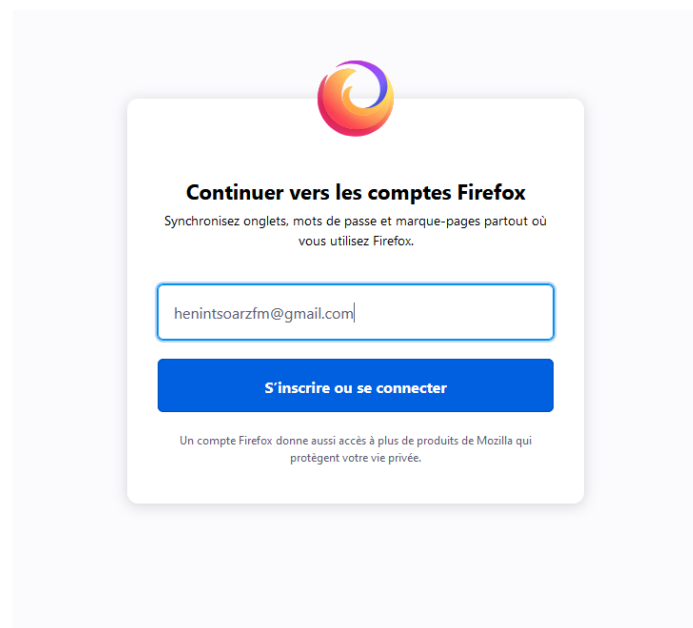 Continuer vers les comptes Firefox
Synchronisez onglets, mots de passe et marque-pages partout où
vous utilisez Firefox.
henintsoarzfm@gmail.com
S'inscrire ou se connecter
Un compte Firefox donne aussi accès à plus de produits de Mozilla qui
protègent votre vie privée.